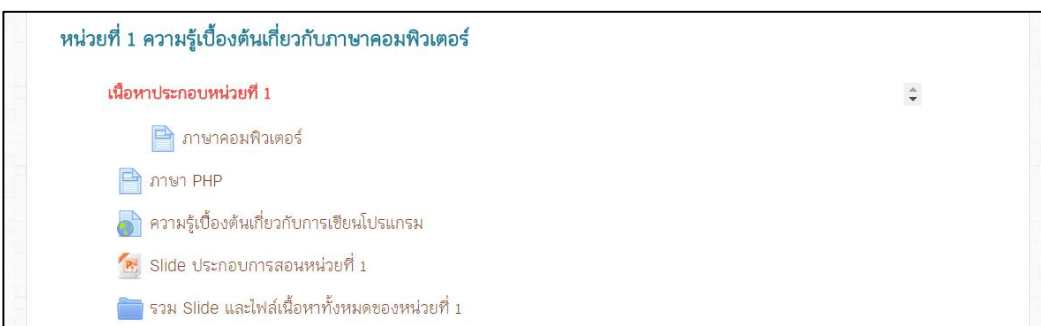 หน่วยที่ 1 ความรู้เบื้องต้นเกี่ยวกับภาษาคอมพิวเตอร์
เนื้อหาประกอบหน่วยที่ 1
ภาษาคอมพิวเตอร์
ภาษา PHP
ความรู้เบื้องต้นเกี่ยวกับการเขียนโปรแกรม
Slide ประกอบการสอนหน่วยที่ 1
รวม Slide และไฟล์เนื้อหาทั้งหมดของหน่วยที่ 1